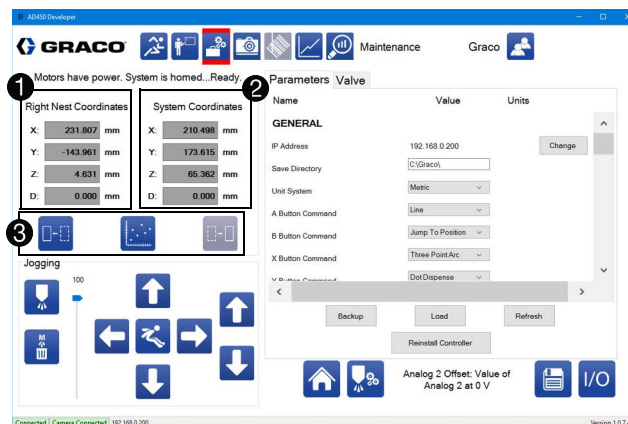 AD450 Developer
GRACO
Maintenance
Graco
Motors have power. System is homed...Ready.
1
Right Nest Coordinates
X: 231.807 mm
Y: -143.961 mm
Z: 4.631 mm
D: 0.000 mm
2
System Coordinates
X: 210.498 mm
Y: 173.615 mm
Z: 65.362 mm
D: 0.000 mm
3
Jogging
100
M
Parameters Valve
Name Value Units
GENERAL
IP Address 192.168.0.200 Change
Save Directory C:\Graco\
Unit System Metric
A Button Command Line
B Button Command Jump To Position
X Button Command Three Point Arc
Y Button Command Dot Dispense
Backup Load Refresh
Reinstall Controller
Analog 2 Offset: Value of
Analog 2 at 0 V
I/O
Connected Camera Connected 192.168.0.200